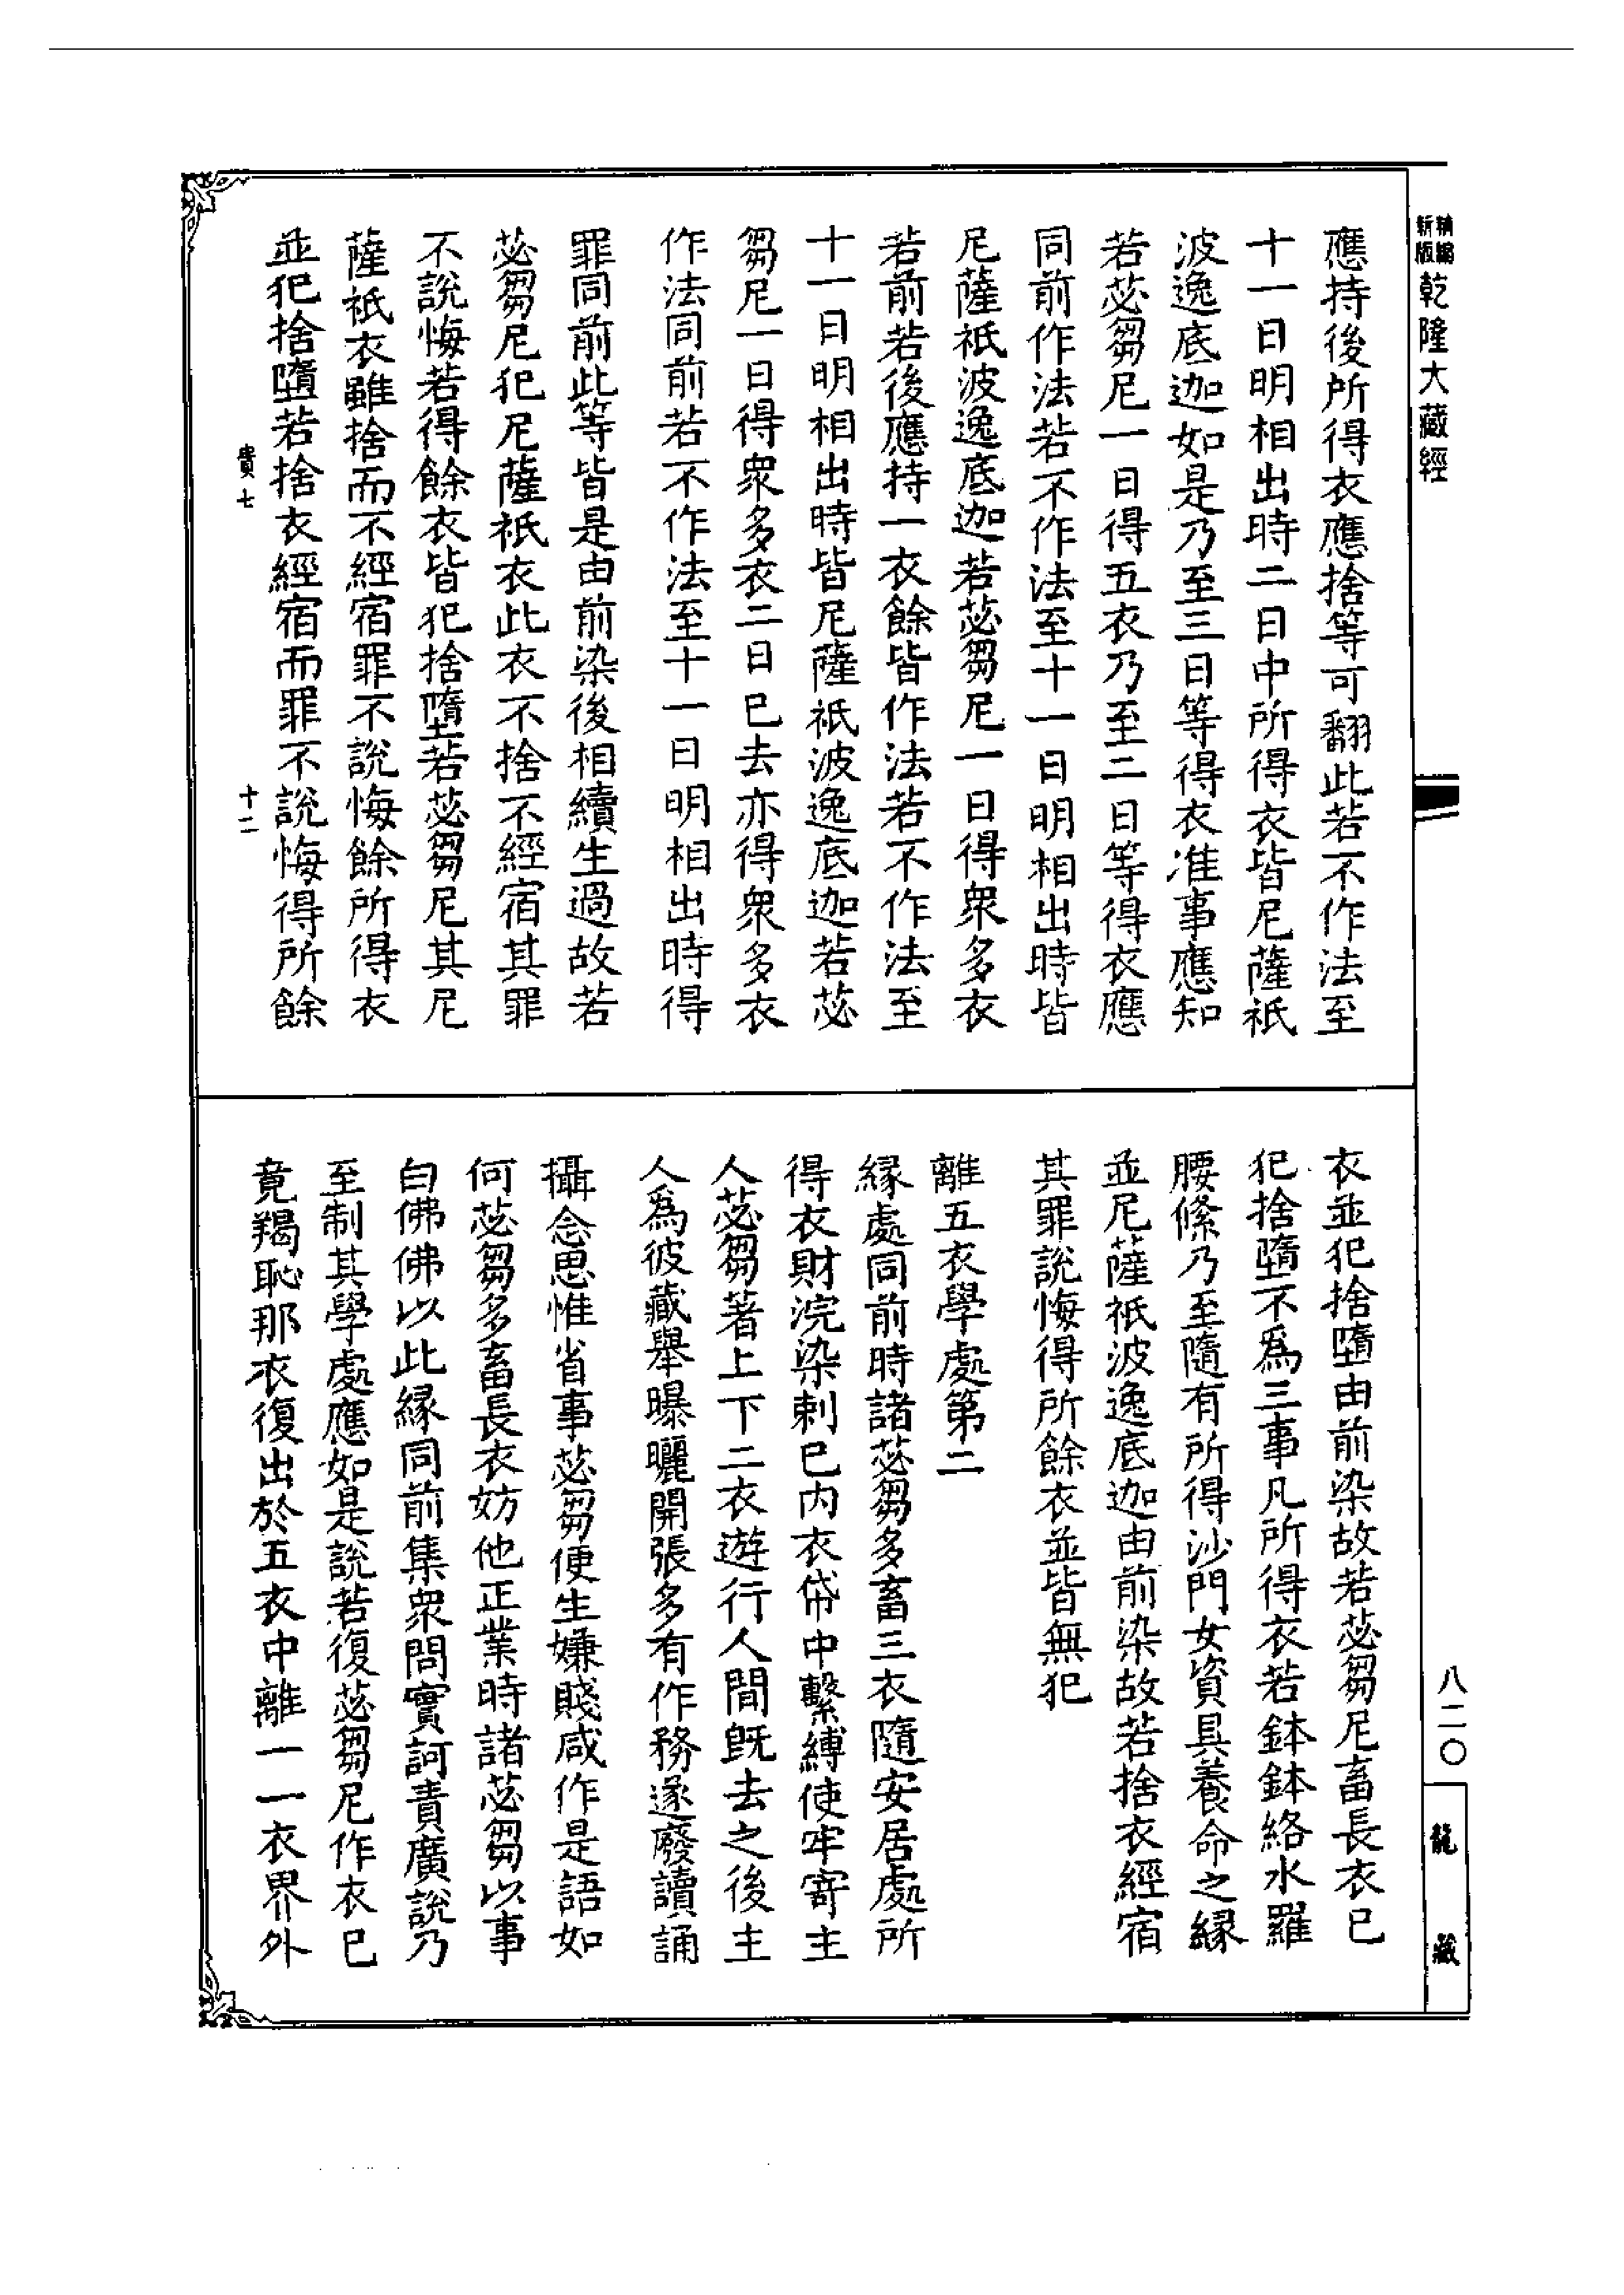 精編
新版
乾隆大藏經
應持後所得衣應捨等可翻此若不作法至
十一日明相出時二日中所得衣皆尼薩祇
波逸底迦如是乃至三日等得衣准事應知
若苾芻尼一日得五衣乃至二日等得衣應
同前作法若不作法至十一日明相出時皆
尼薩祇波逸底迦若苾芻尼一日得衆多衣
若前若後應持一衣餘皆作法若不作法至
十一日明相出時皆尼薩祇波逸底迦若苾
芻尼一日得衆多衣二日已去亦得衆多衣
作法同前若不作法至十一日明相出時得
罪同前此等皆是由前染後相續生過故若
苾芻尼犯尼薩祇衣此衣不捨不經宿其罪
不說悔若得餘衣皆犯捨墮若苾芻尼其尼
薩祇衣雖捨而不經宿罪不說悔餘所得衣
並犯捨墮若捨衣經宿而罪不說悔得所餘
貴七
十二
衣並犯捨墮由前染故若苾芻尼畜長衣已
犯捨墮不爲三事凡所得衣若鉢鉢絡水羅
腰絛乃至隨有所得沙門女資具養命之緣
並尼薩祇波逸底迦由前染故若捨衣經宿
其罪說悔得所餘衣並皆無犯
離五衣學處第二
緣處同前時諸苾芻多畜三衣隨安居處所
得衣財浣染刺已內衣帒中繫縛使牢寄主
人苾芻著上下二衣遊行人間既去之後主
人爲彼藏舉曝曬開張多有作務遂廢讀誦
攝念思惟省事苾芻便生嫌賤咸作是語如
何苾芻多畜長衣妨他正業時諸苾芻以事
白佛佛以此緣同前集衆問實訶責廣說乃
至制其學處應如是說若復苾芻尼作衣已
竟羯恥那衣復出於五衣中離一一衣界外
八二〇
龍藏